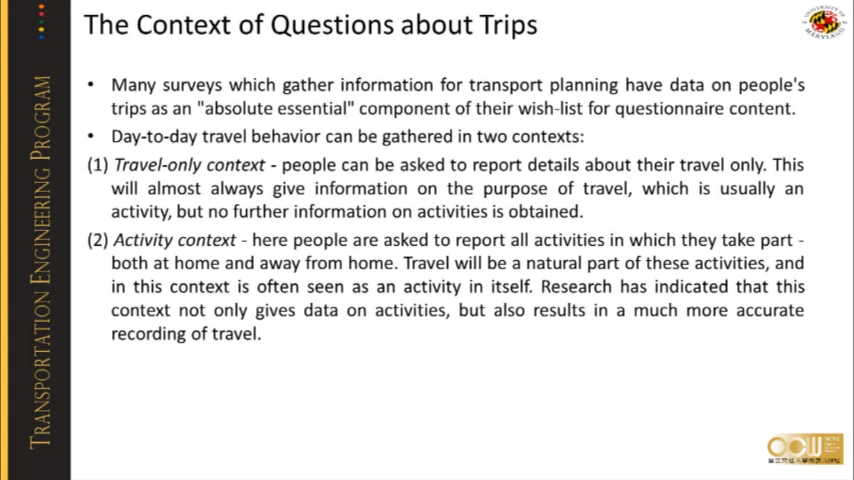 The Context of Questions about Trips
UNIVERSITY OF
MARYLAND
TRANSPORTATION ENGINEERING PROGRAM
• Many surveys which gather information for transport planning have data on people's
trips as an "absolute essential" component of their wish-list for questionnaire content.
• Day-to-day travel behavior can be gathered in two contexts:
(1) Travel-only context - people can be asked to report details about their travel only. This
will almost always give information on the purpose of travel, which is usually an
activity, but no further information on activities is obtained.
(2) Activity context - here people are asked to report all activities in which they take part -
both at home and away from home. Travel will be a natural part of these activities, and
in this context is often seen as an activity in itself. Research has indicated that this
context not only gives data on activities, but also results in a much more accurate
recording of travel.
OCW